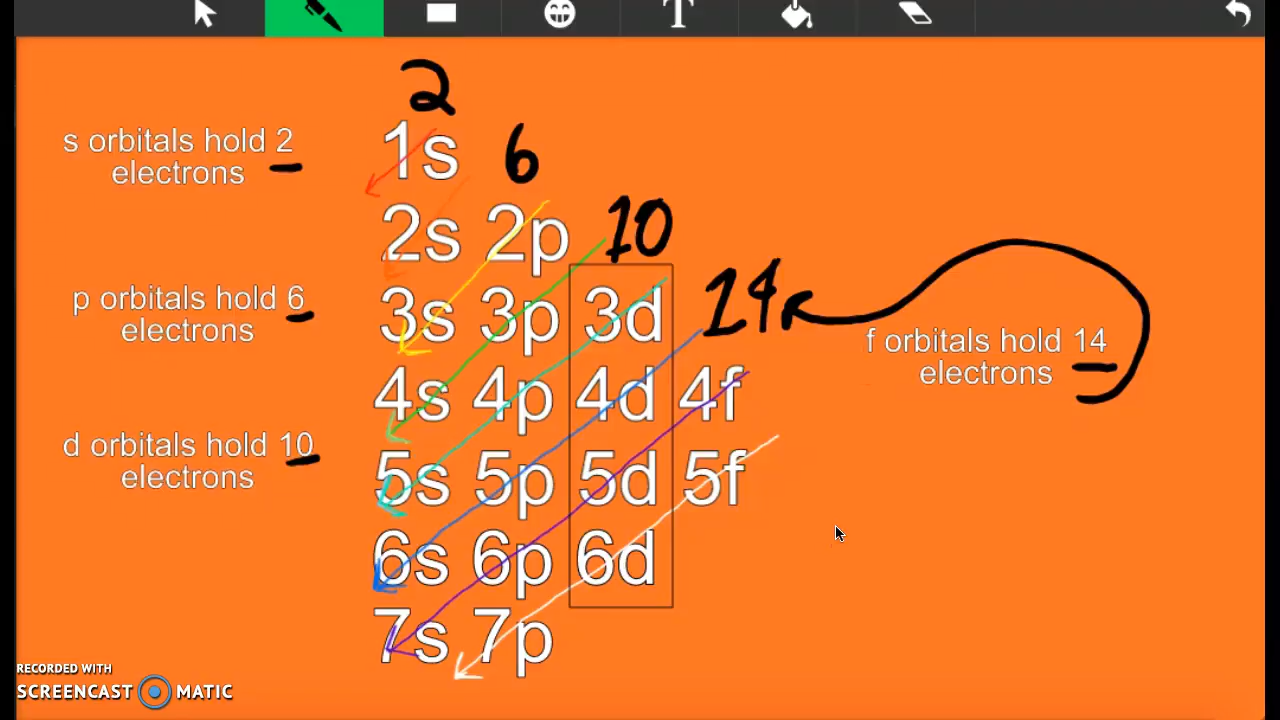 2
s orbitals hold 2
electrons
1s 6
2s 2p 10
p orbitals hold 6
electrons
3s 3p 3d 14
f orbitals hold 14
electrons
4s 4p 4d 4f
d orbitals hold 10
electrons
5s 5p 5d 5f
6s 6p 6d
7s 7p
RECORDED WITH
SCREENCAST MATIC
T